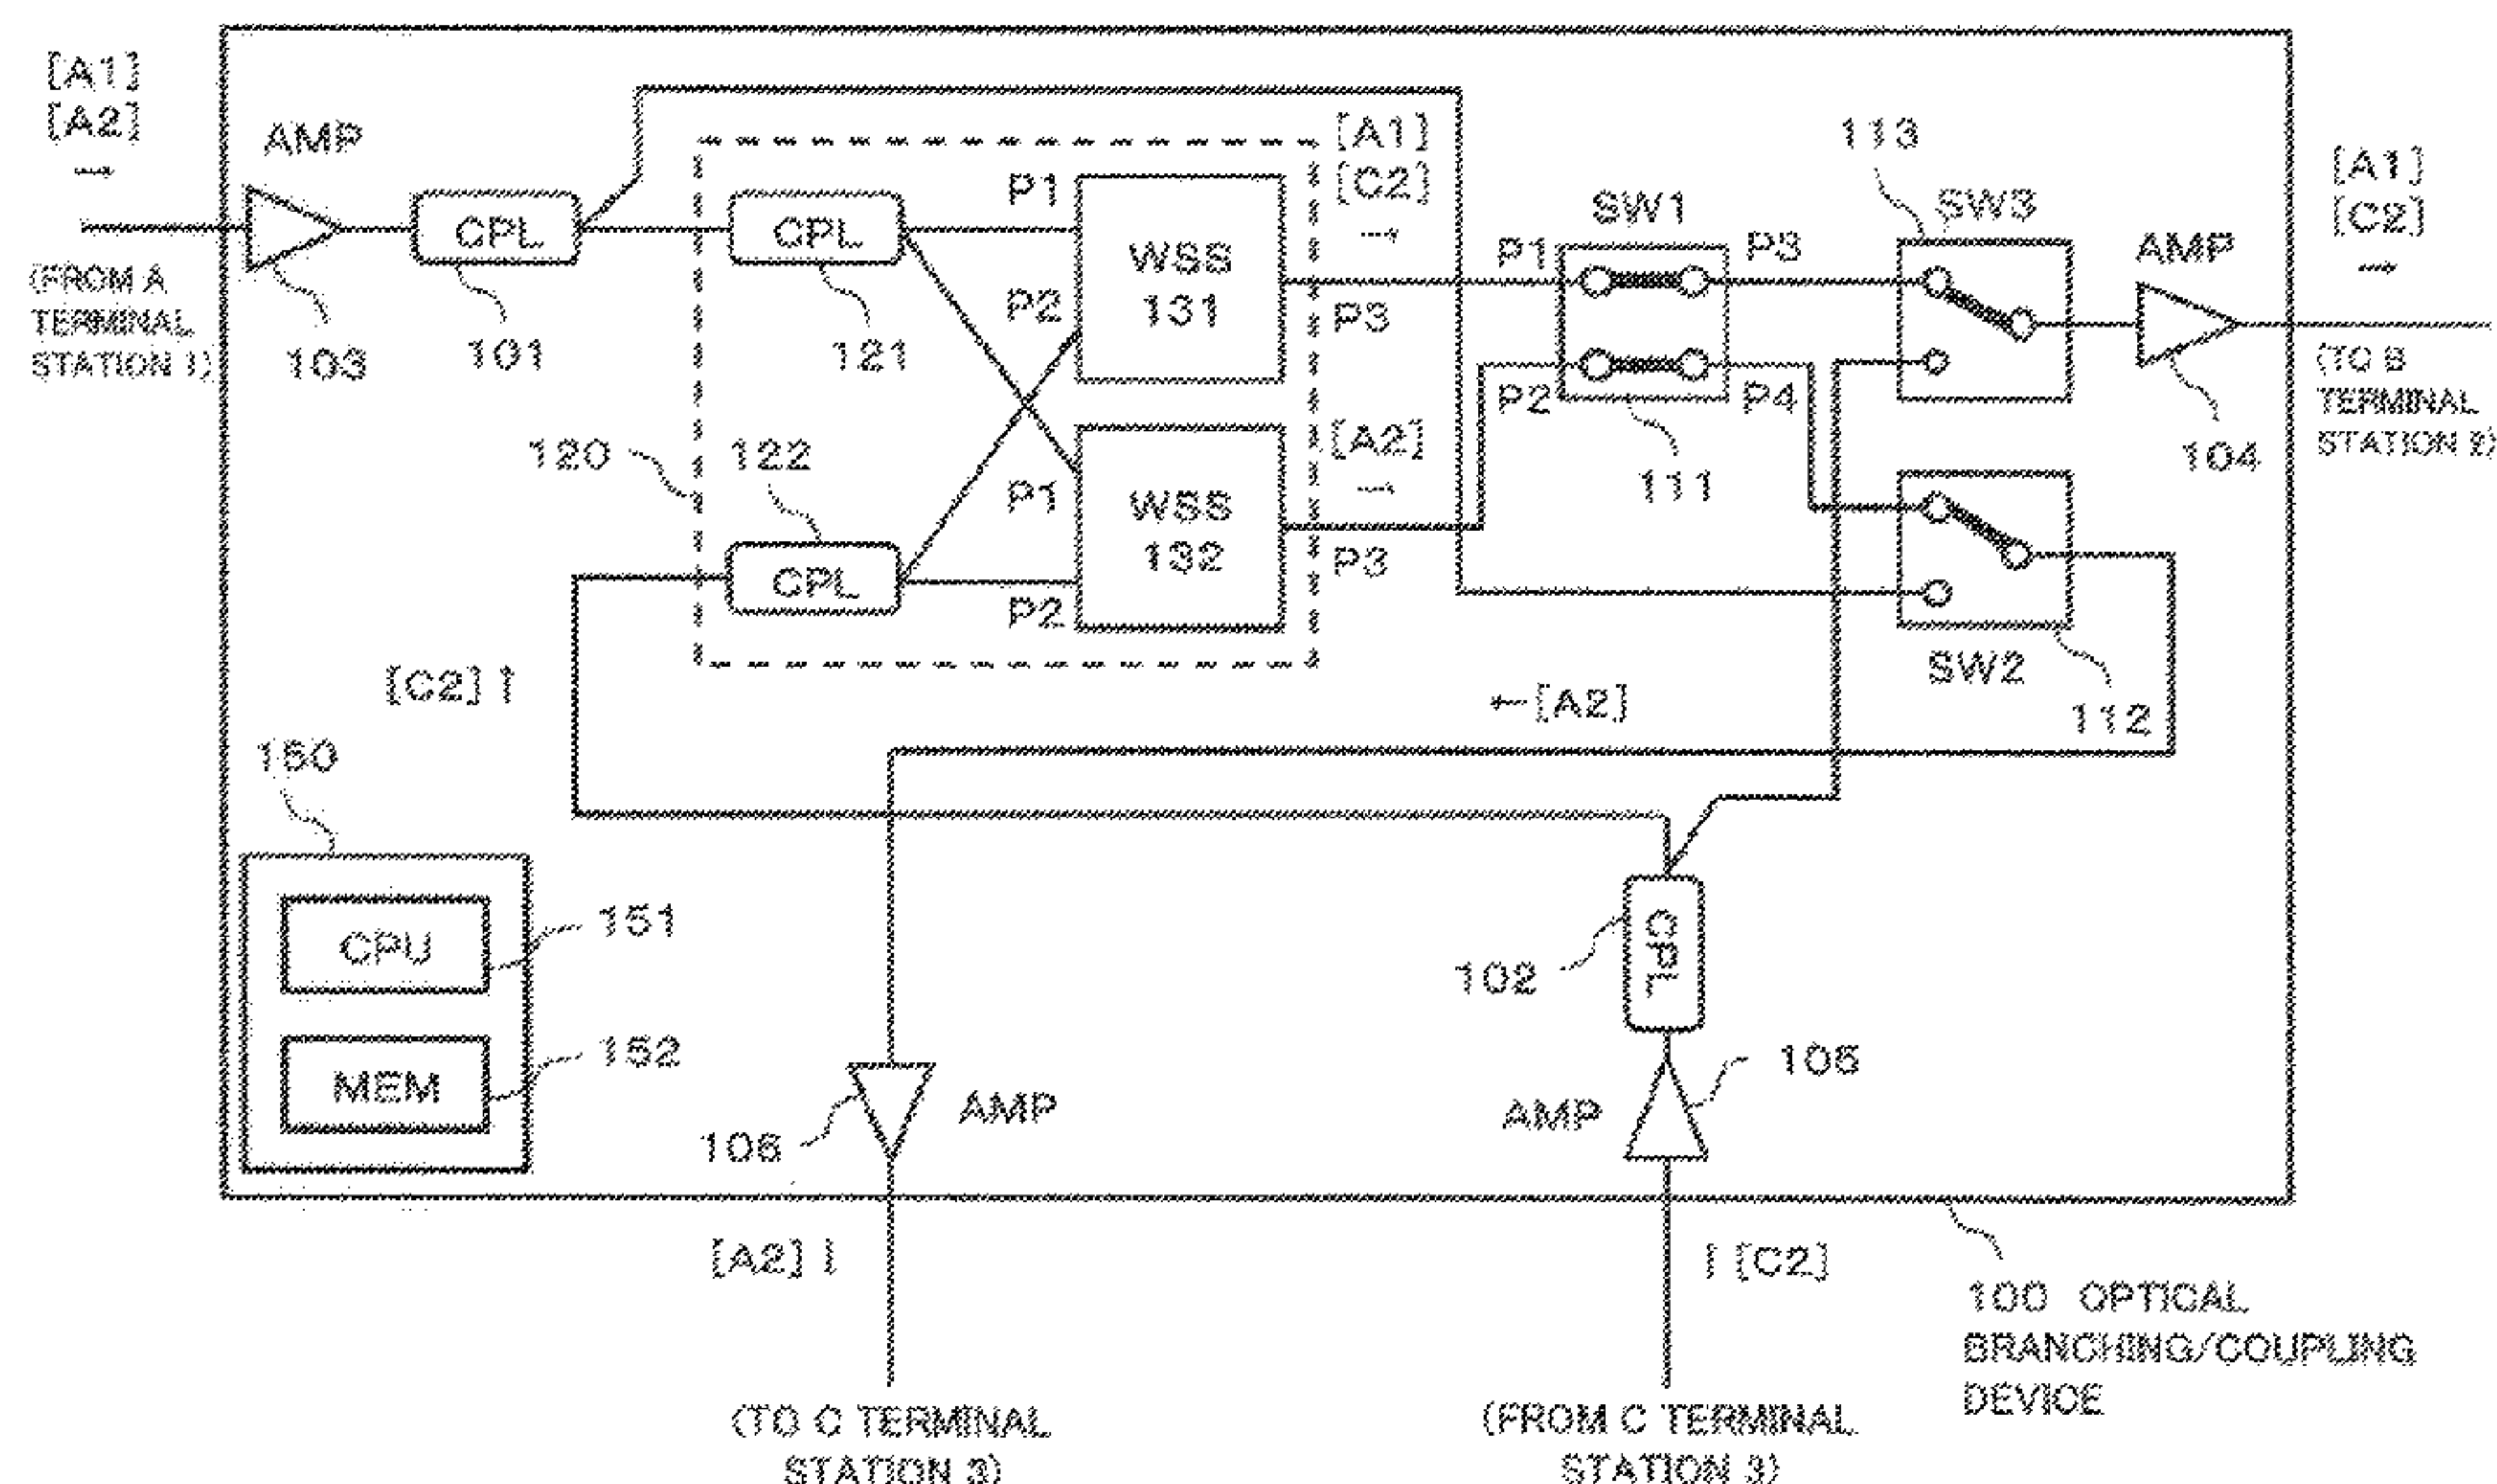 [A1]
[A2]
→
AMP
(FROM A
TERMINAL
STATION 1)
103
CPL
101
CPL
121
P1
P2
WSS
131
[A1]
[C2]
→
P3
SW1
P1
P3
P2
P4
111
113
SW3
AMP
104
[A1]
[C2]
→
(TO B
TERMINAL
STATION 2)
120
122
CPL
P1
P2
WSS
132
[A2]
→
P3
SW2
112
[C2] ↑
←[A2]
150
CPU
151
MEM
152
106
AMP
102
CPL
AMP
105
[A2] ↓
↑ [C2]
(TO C TERMINAL
STATION 3)
(FROM C TERMINAL
STATION 3)
100 OPTICAL
BRANCHING/COUPLING
DEVICE